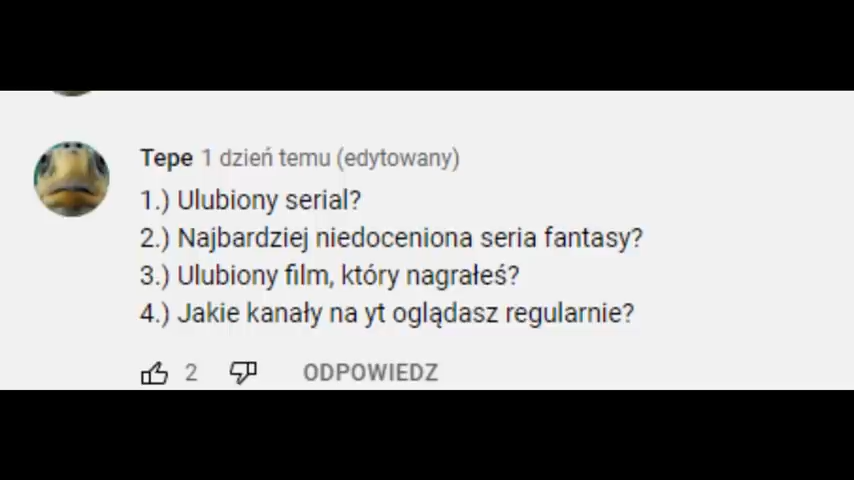 Tepe 1 dzień temu (edytowany)
1.) Ulubiony serial?
2.) Najbardziej niedoceniona seria fantasy?
3.) Ulubiony film, który nagrałeś?
4.) Jakie kanały na yt oglądasz regularnie?
2 ODPOWIEDZ